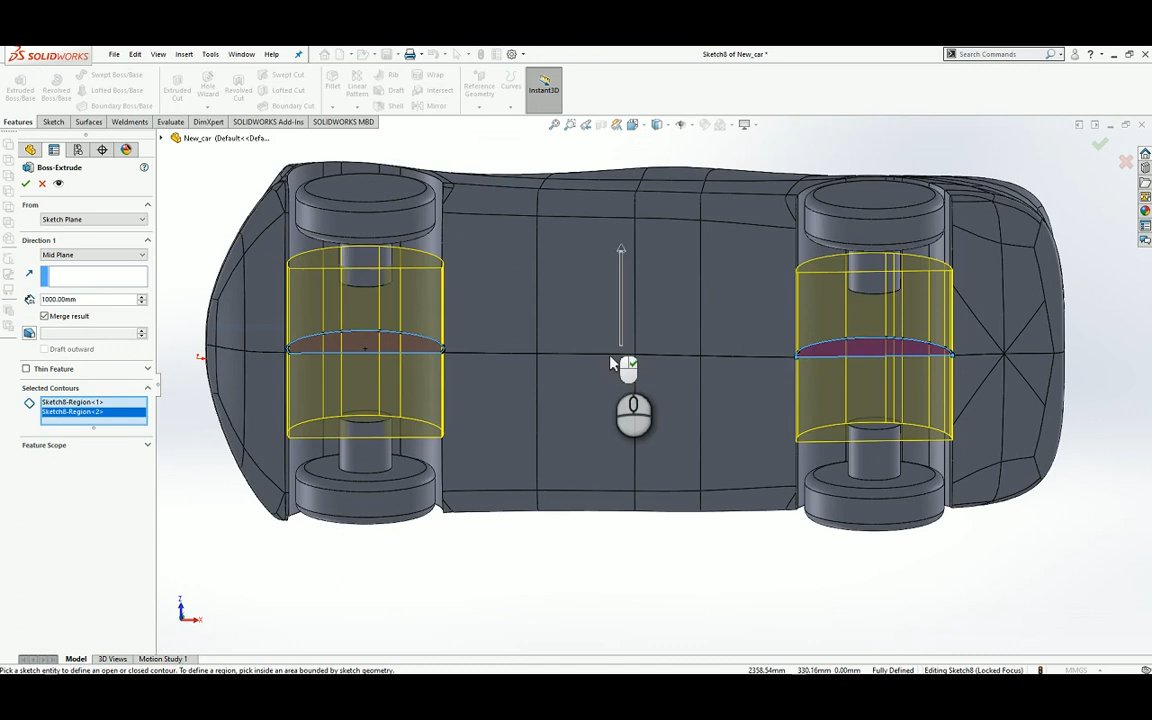 SOLIDWORKS File Edit View Insert Tools Window Help Sketch8 of New_car * Search Commands
Extruded Boss/Base Revolved Boss/Base Swept Boss/Base Lofted Boss/Base Boundary Boss/Base Extruded Cut Hole Wizard Revolved Cut Swept Cut Lofted Cut Boundary Cut Fillet Linear Pattern Rib Draft Shell Wrap Intersect Mirror Reference Geometry Curves Instant3D
Features Sketch Surfaces Weldments Evaluate DimXpert SOLIDWORKS Add-Ins SOLIDWORKS MBD
New_car (Default<<Defa...
Boss-Extrude
From
Sketch Plane
Direction 1
Mid Plane
1000.00mm
Merge result
Draft outward
Thin Feature
Selected Contours
Sketch8-Region<1>
Sketch8-Region<2>
Feature Scope
Z
X
Model 3D Views Motion Study 1
Pick a sketch entity to define an open or closed contour. To define a region, pick inside an area bounded by sketch geometry. 2358.54mm 330.16mm 0.00mm Fully Defined Editing Sketch8 (Locked Focus) MMGS